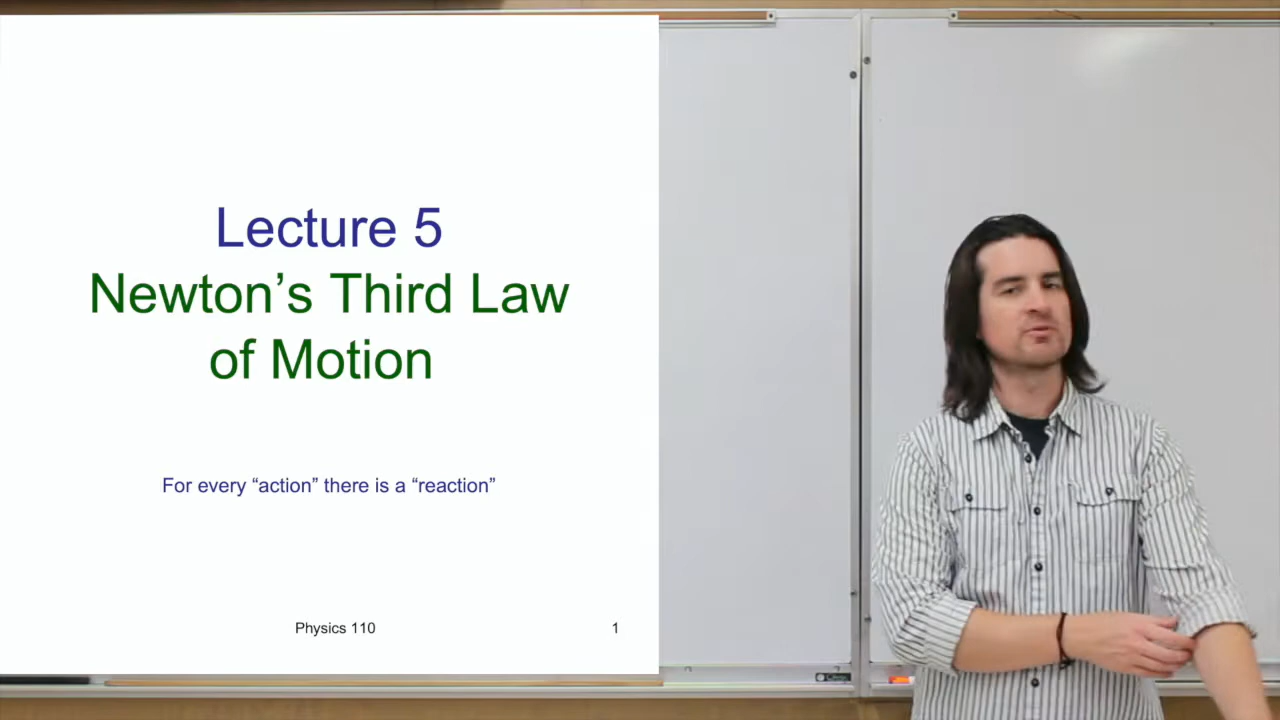 Lecture 5
Newton’s Third Law
of Motion
For every “action” there is a “reaction”
Physics 110
1